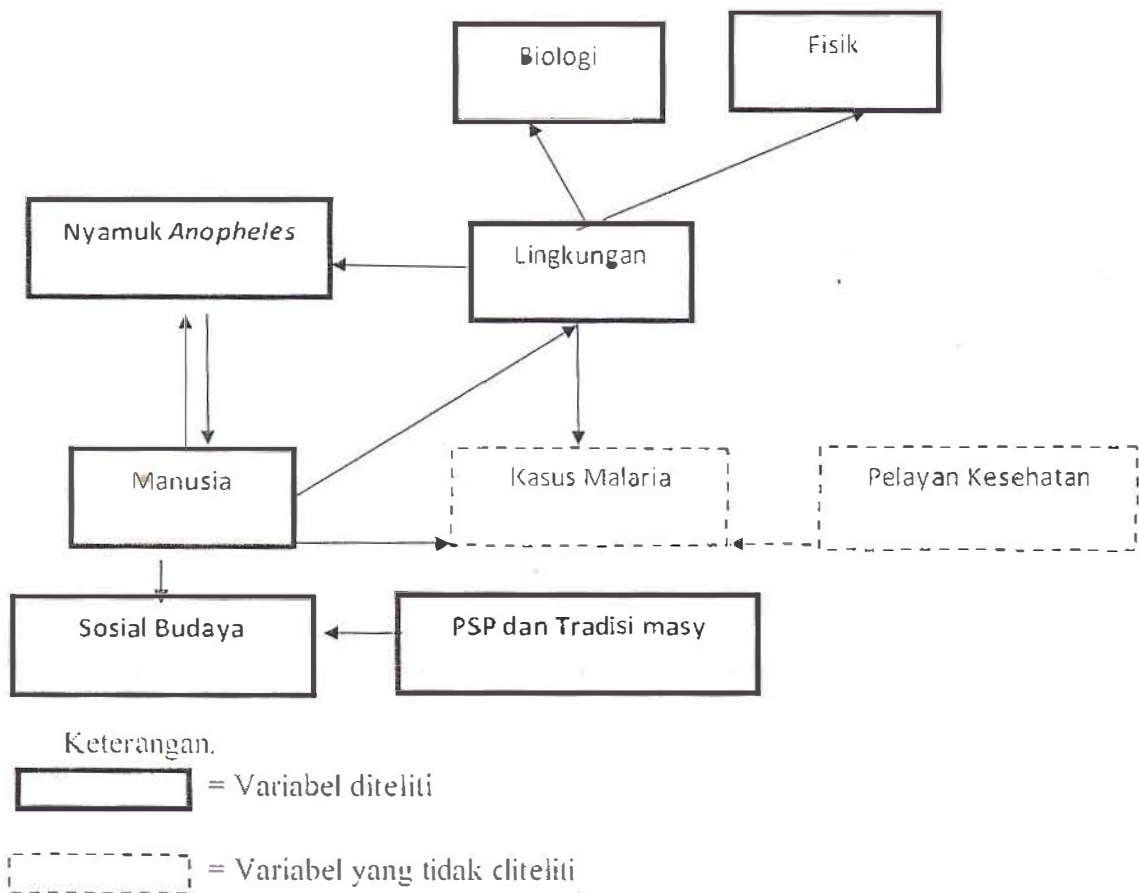 Biologi
Fisik
Nyamuk Anopheles
Lingkungan
Manusia
Kasus Malaria
Pelayan Kesehatan
Sosial Budaya
PSP dan Tradisi masy
Keterangan.
= Variabel diteliti
= Variabel yang tidak diteliti